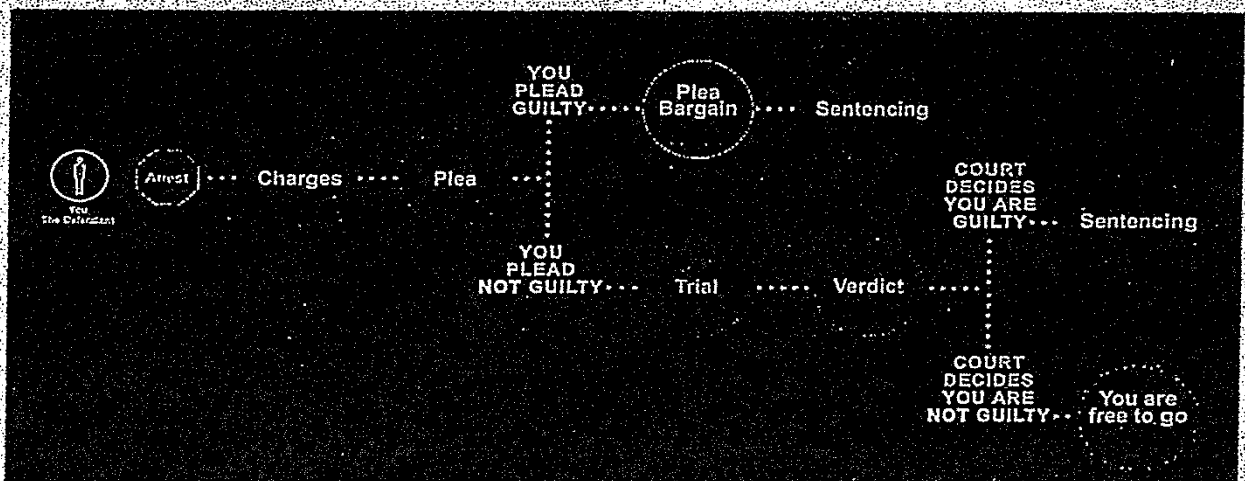 YOU
PLEAD
GUILTY
Plea
Bargain
Sentencing
Arrest
Charges
Plea
You
The Defendant
COURT
DECIDES
YOU ARE
GUILTY
Sentencing
YOU
PLEAD
NOT GUILTY
Trial
Verdict
COURT
DECIDES
YOU ARE
NOT GUILTY
You are
free to go